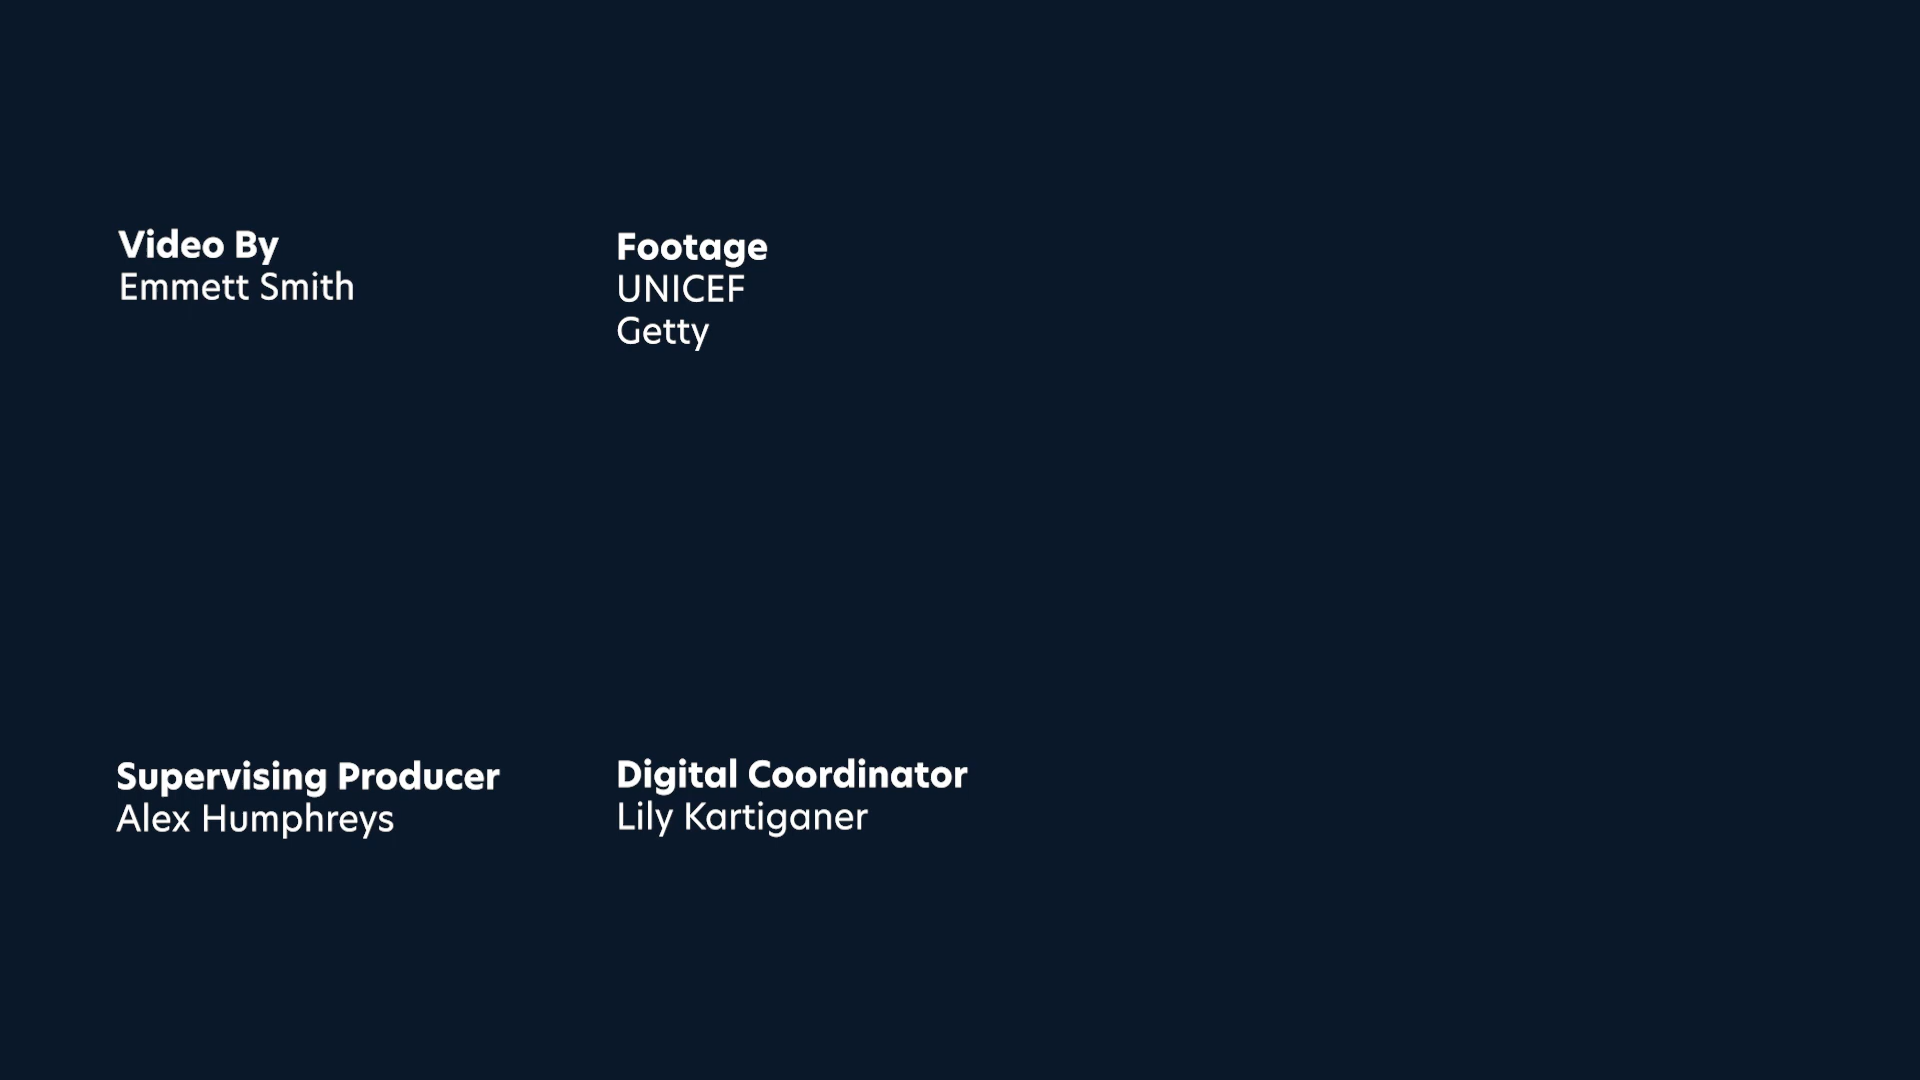 Video By
Emmett Smith
Footage
UNICEF
Getty
Supervising Producer
Alex Humphreys
Digital Coordinator
Lily Kartiganer